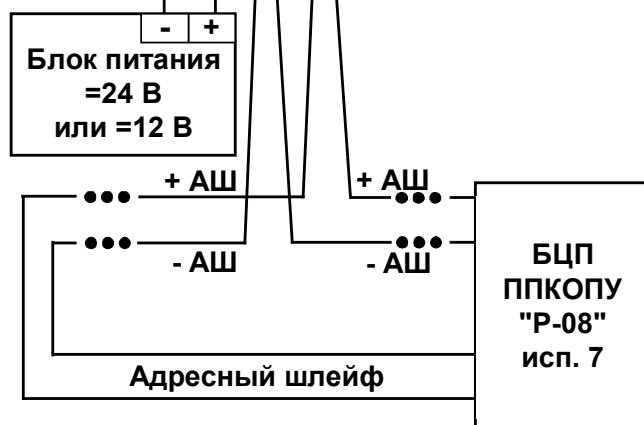 - +
Блок питания
=24 В
или =12 В
+ АШ
+ АШ
- АШ
- АШ
БЦП
ППКОПУ
"Р-08"
исп. 7
Адресный шлейф